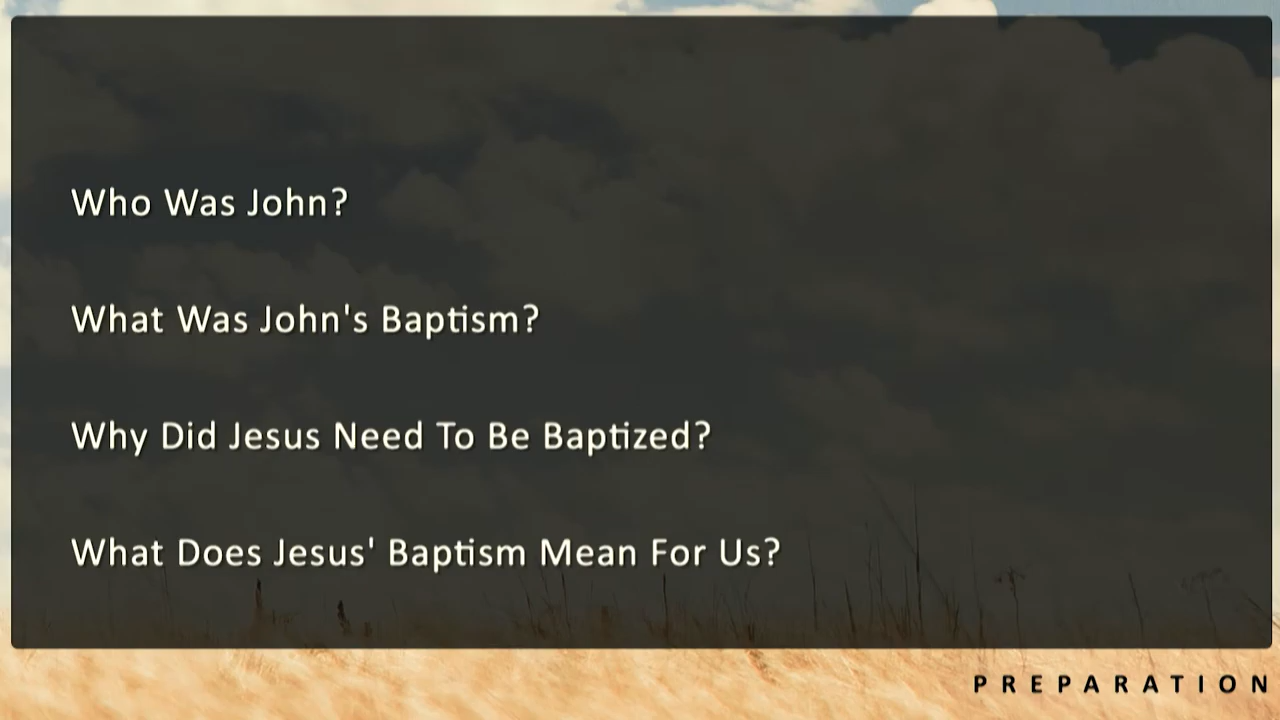 Who Was John?
What Was John's Baptism?
Why Did Jesus Need To Be Baptized?
What Does Jesus' Baptism Mean For Us?
PREPARATION